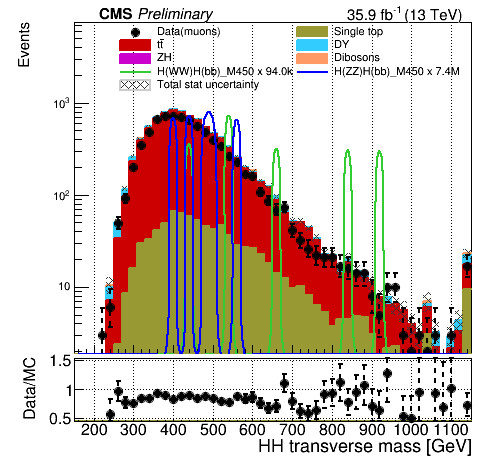 CMS Preliminary 35.9 fb⁻¹ (13 TeV)
Data(muons) Single top
tt̄ DY
ZH Dibosons
H(WW)H(bb)_M450 x 94.0k H(ZZ)H(bb)_M450 x 7.4M
Total stat uncertainty
Events
10³
10²
10
Data/MC
1.5
1
0.5
200 300 400 500 600 700 800 900 1000 1100
HH transverse mass [GeV]